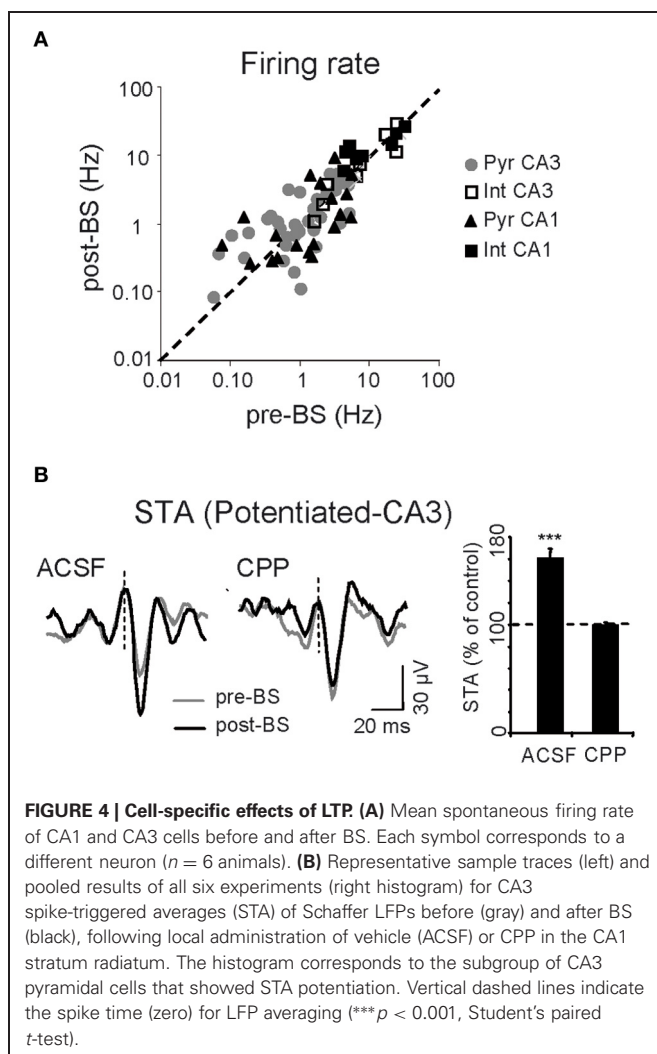 A
Firing rate
100
10
1
0.10
0.01
post-BS (Hz)
0.01 0.10 1 10 100
pre-BS (Hz)
Pyr CA3
Int CA3
Pyr CA1
Int CA1
B
STA (Potentiated-CA3)
ACSF
CPP
pre-BS
post-BS
30 µV
20 ms
STA (% of control)
180
100
0
***
ACSF CPP
FIGURE 4 | Cell-specific effects of LTP. (A) Mean spontaneous firing rate
of CA1 and CA3 cells before and after BS. Each symbol corresponds to a
different neuron (n = 6 animals). (B) Representative sample traces (left) and
pooled results of all six experiments (right histogram) for CA3
spike-triggered averages (STA) of Schaffer LFPs before (gray) and after BS
(black), following local administration of vehicle (ACSF) or CPP in the CA1
stratum radiatum. The histogram corresponds to the subgroup of CA3
pyramidal cells that showed STA potentiation. Vertical dashed lines indicate
the spike time (zero) for LFP averaging (***p < 0.001, Student's paired
t-test).